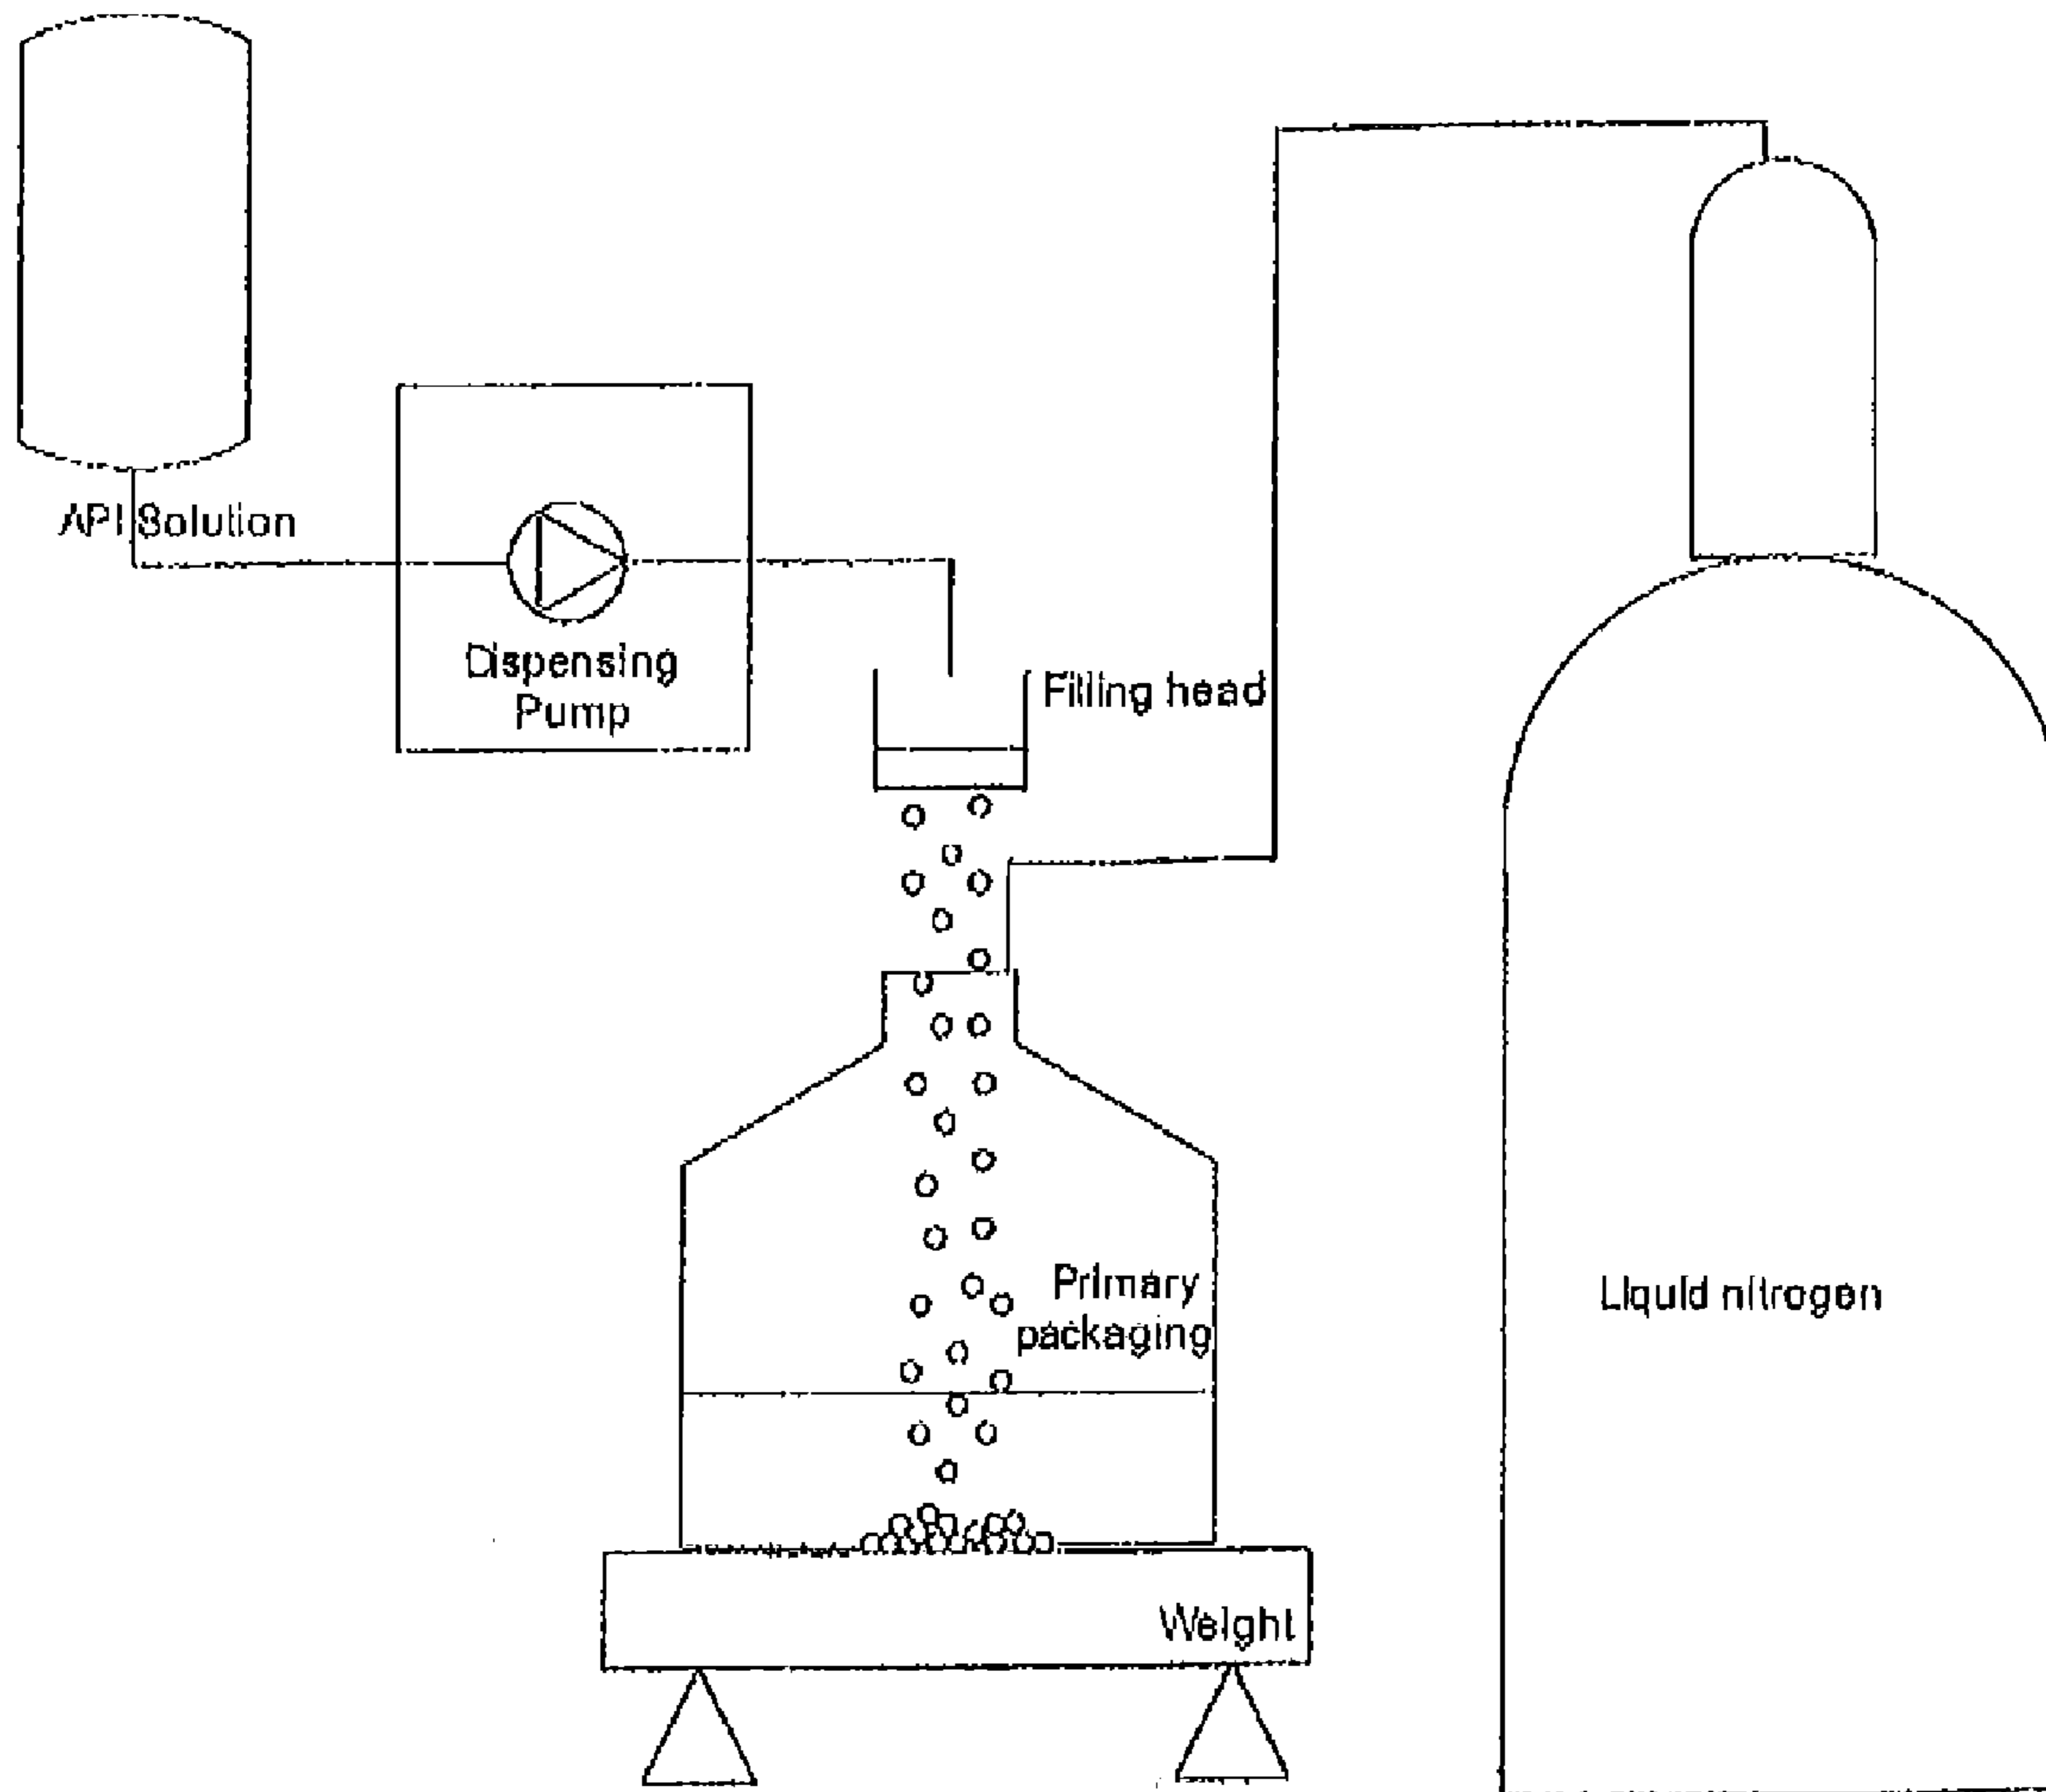 API Solution
Dispensing
Pump
Filling head
Primary
packaging
Liquid nitrogen
Weight